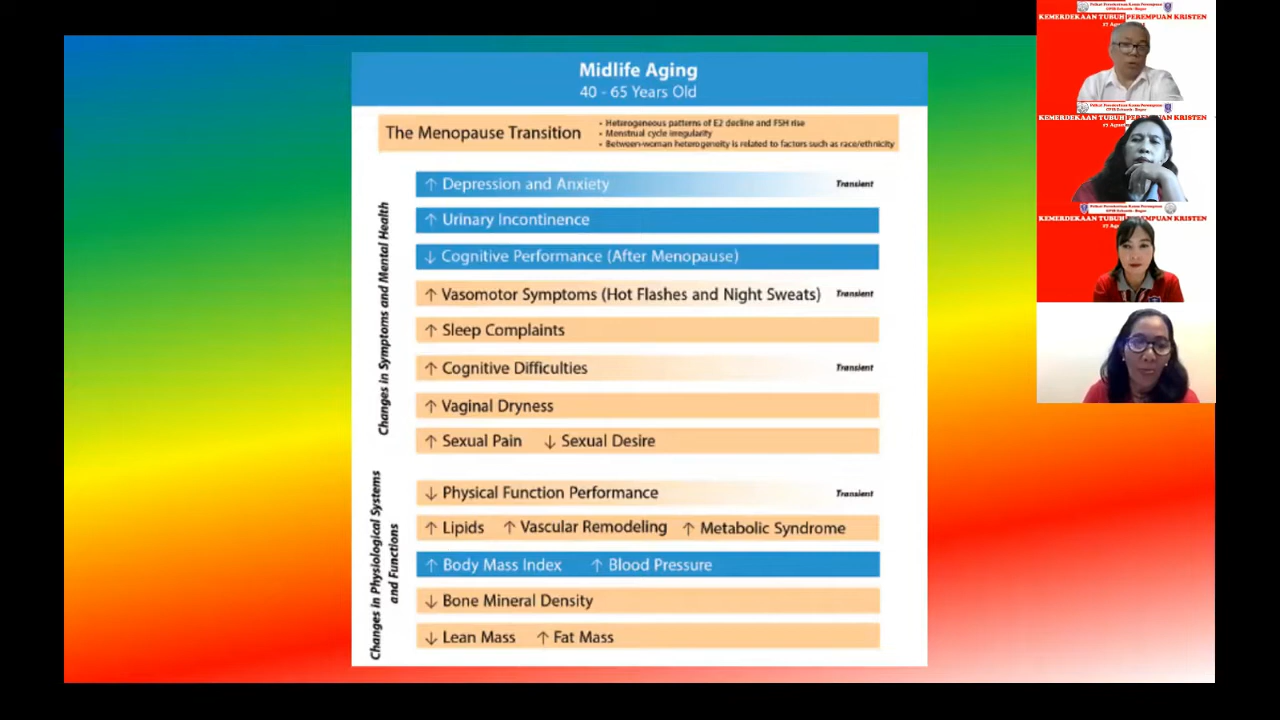 Midlife Aging
40 - 65 Years Old
The Menopause Transition
• Heterogeneous patterns of E2 decline and FSH rise
• Menstrual cycle irregularity
• Between-woman heterogeneity is related to factors such as race/ethnicity
Changes in Symptoms and Mental Health
↑ Depression and Anxiety Transient
↑ Urinary Incontinence
↓ Cognitive Performance (After Menopause)
↑ Vasomotor Symptoms (Hot Flashes and Night Sweats) Transient
↑ Sleep Complaints
↑ Cognitive Difficulties Transient
↑ Vaginal Dryness
↑ Sexual Pain ↓ Sexual Desire
Changes in Physiological Systems
and Functions
↓ Physical Function Performance Transient
↑ Lipids ↑ Vascular Remodeling ↑ Metabolic Syndrome
↑ Body Mass Index ↑ Blood Pressure
↓ Bone Mineral Density
↓ Lean Mass ↑ Fat Mass
KEMERDEKAAN TUBUH PEREMPUAN KRISTEN
KEMERDEKAAN TUBUH PEREMPUAN KRISTEN
KEMERDEKAAN TUBUH PEREMPUAN KRISTEN